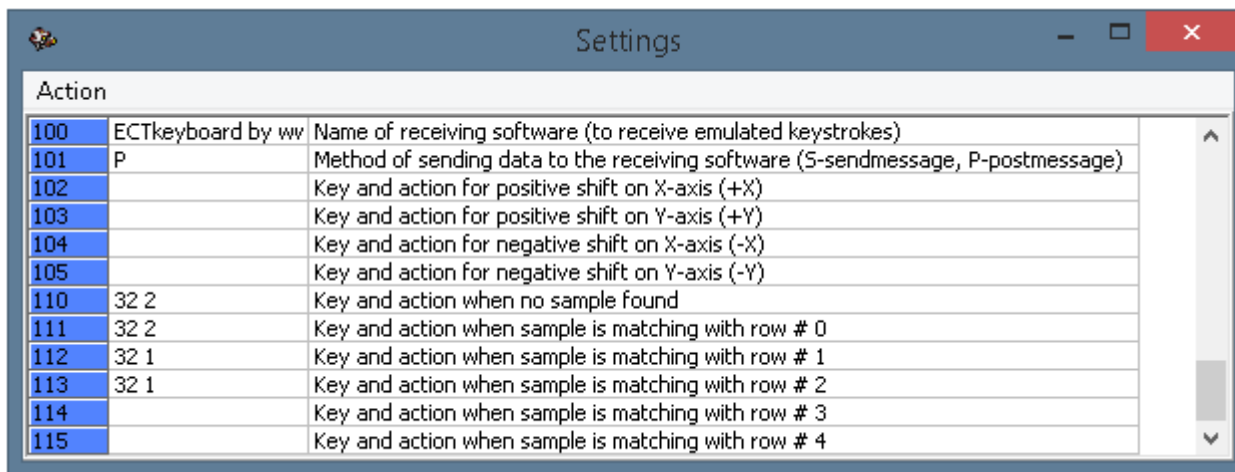 Settings
Action
100 ECTkeyboard by Name of receiving software (to receive emulated keystrokes)
101 P Method of sending data to the receiving software (S-sendmessage, P-postmessage)
102 Key and action for positive shift on X-axis (+X)
103 Key and action for positive shift on Y-axis (+Y)
104 Key and action for negative shift on X-axis (-X)
105 Key and action for negative shift on Y-axis (-Y)
110 32 2 Key and action when no sample found
111 32 2 Key and action when sample is matching with row # 0
112 32 1 Key and action when sample is matching with row # 1
113 32 1 Key and action when sample is matching with row # 2
114 Key and action when sample is matching with row # 3
115 Key and action when sample is matching with row # 4